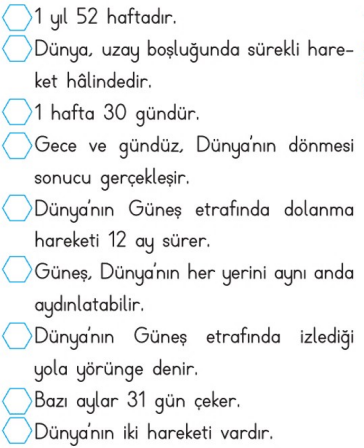 1 yıl 52 haftadır.
Dünya, uzay boşluğunda sürekli hare-
ket hâlindedir.
1 hafta 30 gündür.
Gece ve gündüz, Dünya'nın dönmesi
sonucu gerçekleşir.
Dünya'nın Güneş etrafında dolanma
hareketi 12 ay sürer.
Güneş, Dünya'nın her yerini aynı anda
aydınlatabilir.
Dünya'nın Güneş etrafında izlediği
yola yörünge denir.
Bazı aylar 31 gün çeker.
Dünya'nın iki hareketi vardır.